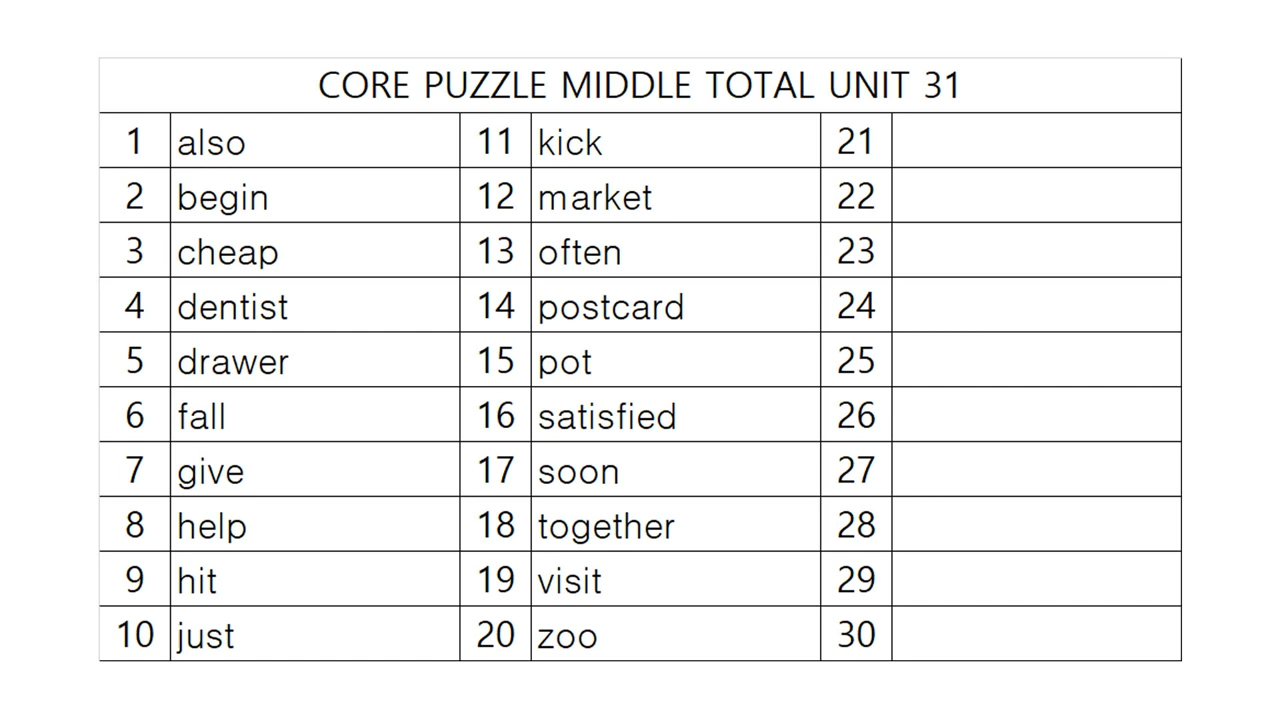 CORE PUZZLE MIDDLE TOTAL UNIT 31
1 also 11 kick 21
2 begin 12 market 22
3 cheap 13 often 23
4 dentist 14 postcard 24
5 drawer 15 pot 25
6 fall 16 satisfied 26
7 give 17 soon 27
8 help 18 together 28
9 hit 19 visit 29
10 just 20 zoo 30